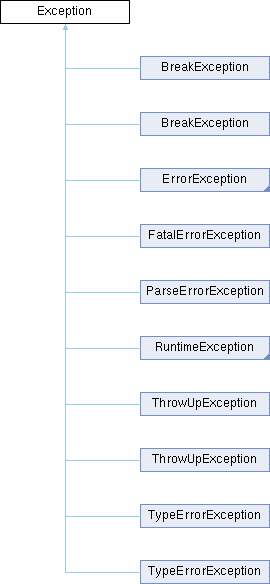 Exception
BreakException
BreakException
ErrorException
FatalErrorException
ParseErrorException
RuntimeException
ThrowUpException
ThrowUpException
TypeErrorException
TypeErrorException